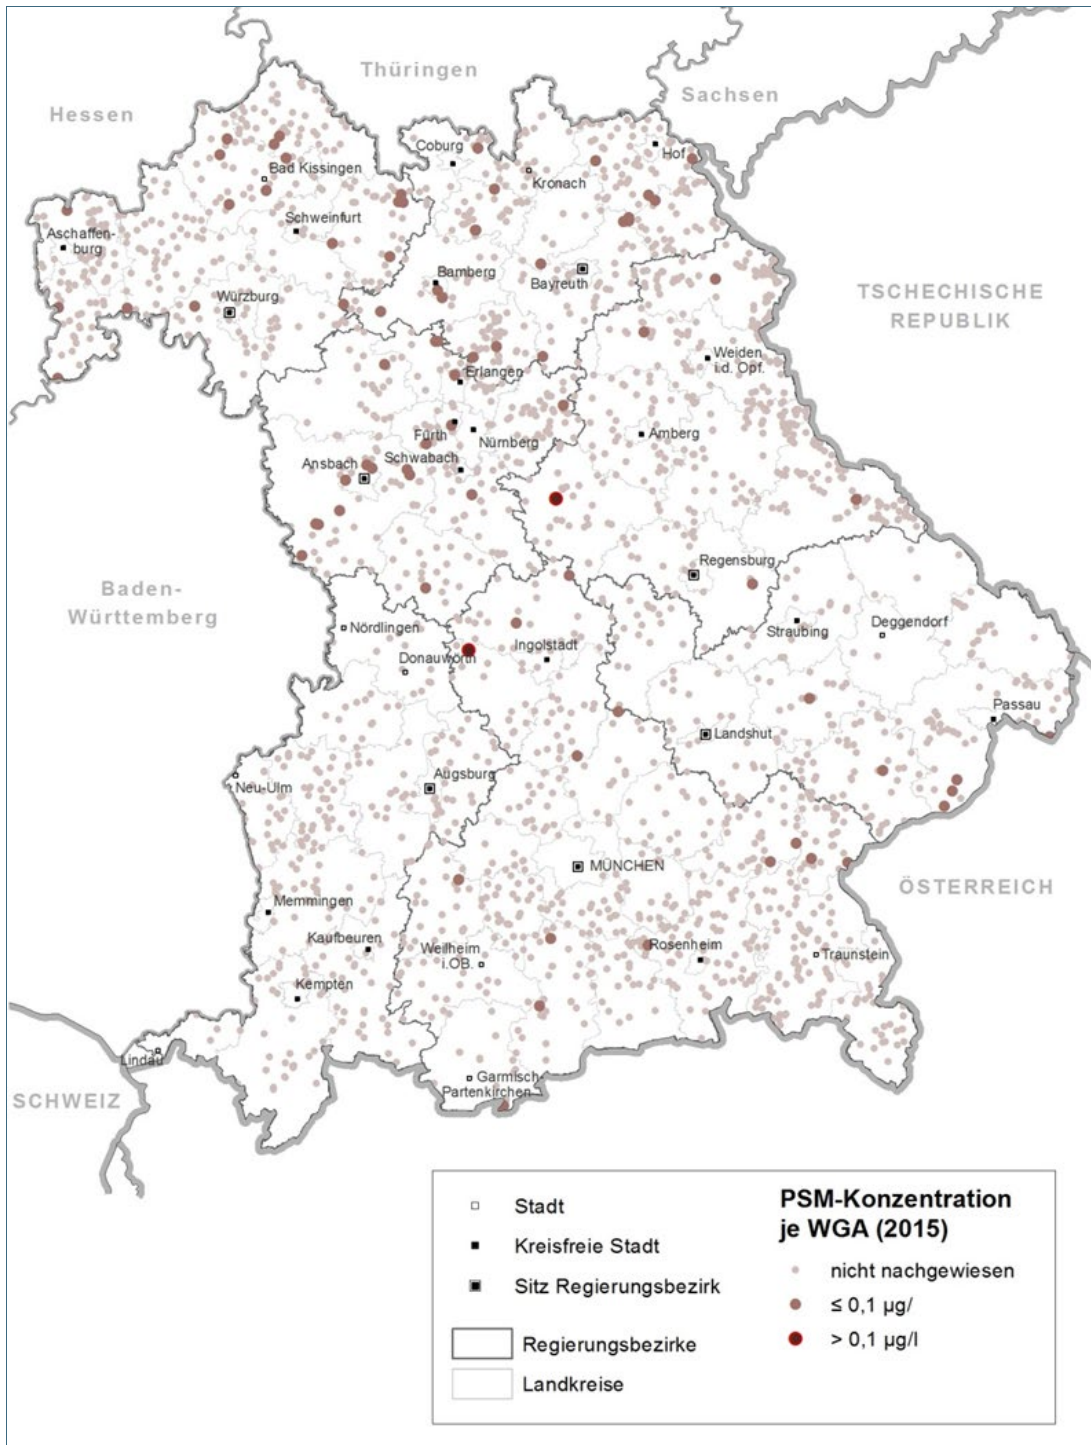 Thüringen
Hessen
Sachsen
Coburg
Hof
Bad Kissingen
Kronach
Schweinfurt
Aschaffen-
burg
Bamberg
Bayreuth
Würzburg
TSCHECHISCHE
REPUBLIK
Weiden
i.d. Opf.
Erlangen
Fürth
Nürnberg
Amberg
Schwabach
Ansbach
Regensburg
Baden-
Württemberg
Straubing
Deggendorf
Nördlingen
Ingolstadt
Donauwörth
Passau
Landshut
Augsburg
Neu-Ulm
MÜNCHEN
ÖSTERREICH
Memmingen
Kaufbeuren
Weilheim
i.OB.
Rosenheim
Traunstein
Kempten
Lindau
Garmisch-
Partenkirchen
SCHWEIZ
Stadt
Kreisfreie Stadt
Sitz Regierungsbezirk
Regierungsbezirke
Landkreise
PSM-Konzentration
je WGA (2015)
nicht nachgewiesen
≤ 0,1 µg/
> 0,1 µg/l